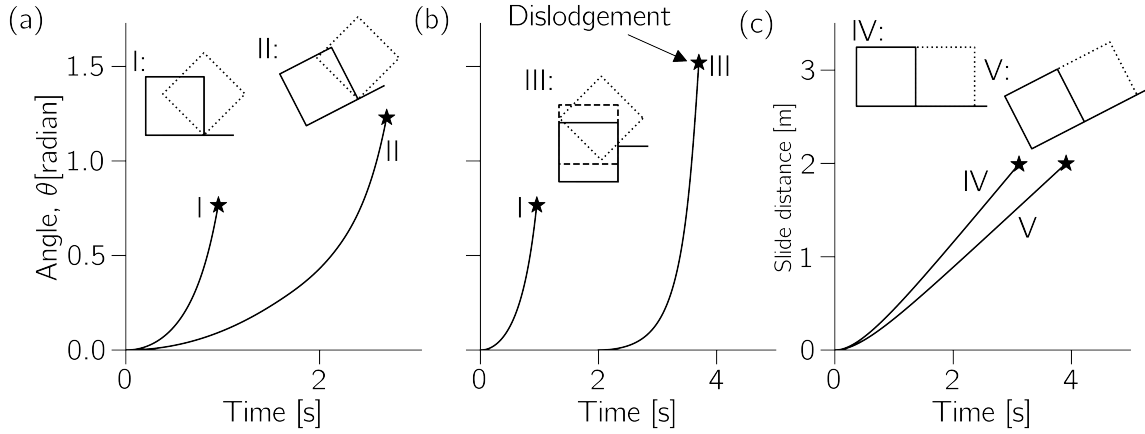 (a)
Angle, θ[radian]
1.5
1.0
0.5
0.0
0
2
Time [s]
I:
II:
I
II
(b)
Dislodgement
III:
III
I
0
2
4
Time [s]
(c)
Slide distance [m]
3
2
1
0
0
2
4
Time [s]
IV:
V:
IV
V